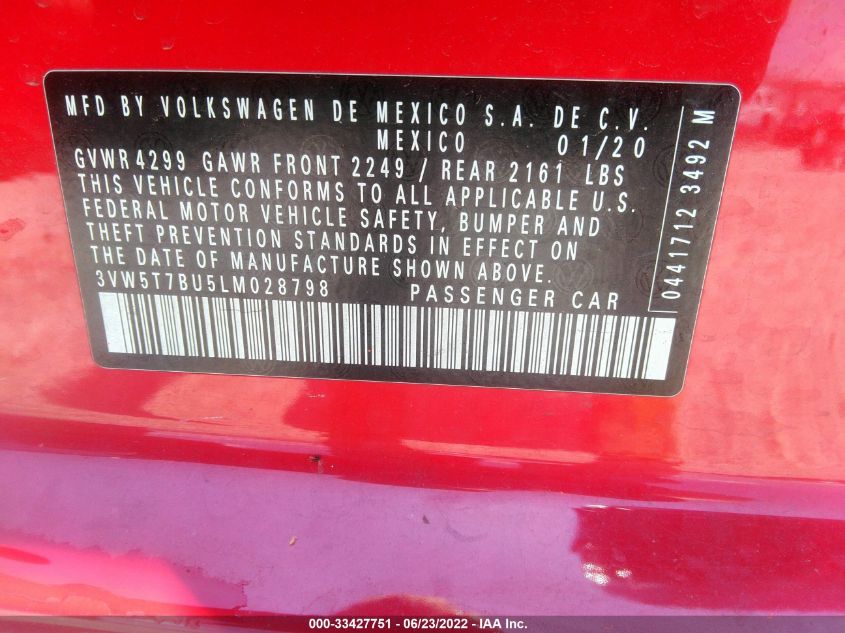 MFD BY VOLKSWAGEN DE MEXICO S.A. DE C.V.
MEXICO 01/20
GVWR 4299 GAWR FRONT 2249 / REAR 2161 LBS
THIS VEHICLE CONFORMS TO ALL APPLICABLE U.S.
FEDERAL MOTOR VEHICLE SAFETY, BUMPER AND
THEFT PREVENTION STANDARDS IN EFFECT ON
THE DATE OF MANUFACTURE SHOWN ABOVE.
3VW5T7BU5LM028798 PASSENGER CAR
0441712 3492 M
000-33427751 - 06/23/2022 - IAA Inc.